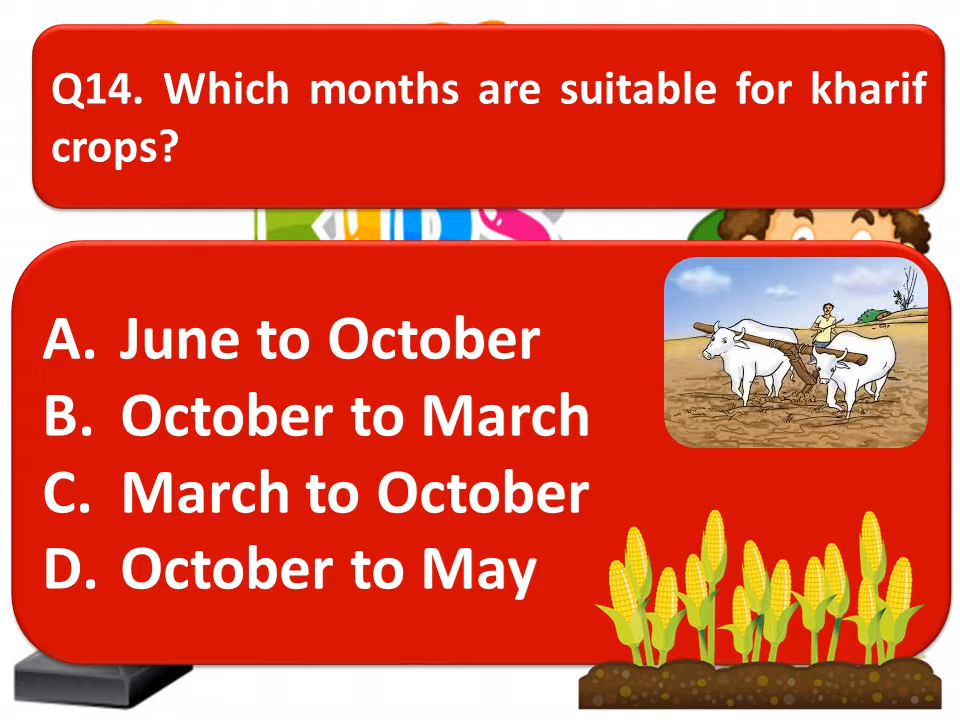 Q14. Which months are suitable for kharif
crops?
A. June to October
B. October to March
C. March to October
D. October to May